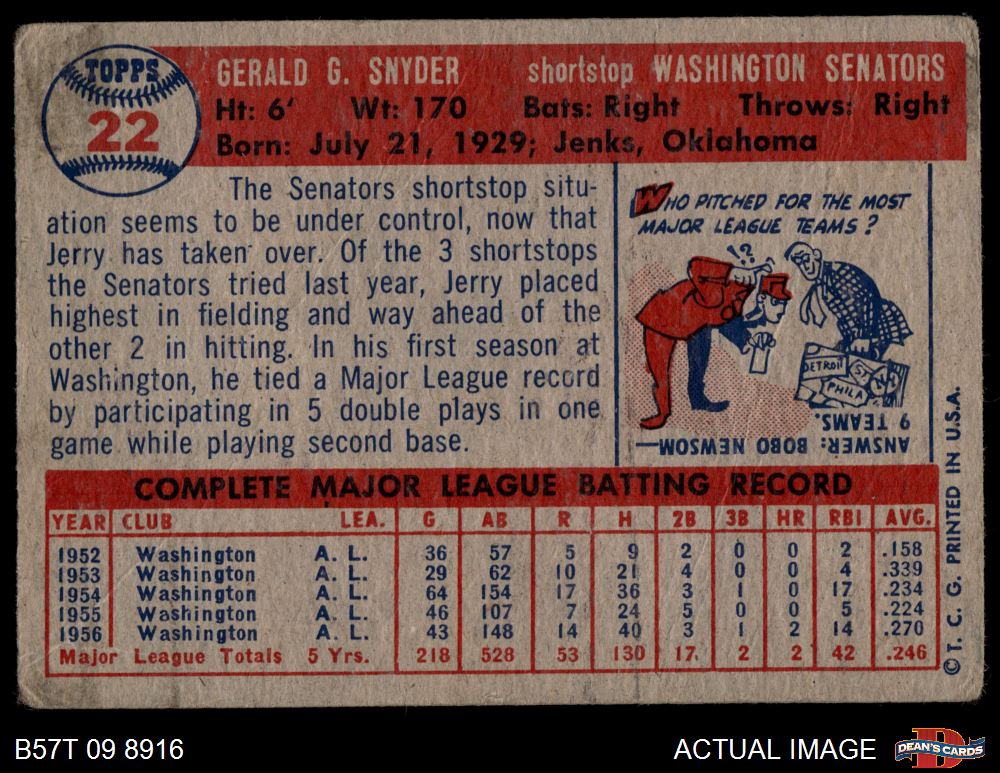 TOPPS
22
GERALD G. SNYDER shortstop WASHINGTON SENATORS
Ht: 6' Wt: 170 Bats: Right Throws: Right
Born: July 21, 1929; Jenks, Oklahoma
The Senators shortstop situ-
ation seems to be under control, now that
Jerry has taken over. Of the 3 shortstops
the Senators tried last year, Jerry placed
highest in fielding and way ahead of the
other 2 in hitting. In his first season at
Washington, he tied a Major League record
by participating in 5 double plays in one
game while playing second base.
WHO PITCHED FOR THE MOST
MAJOR LEAGUE TEAMS?
!?
DETROIT ST. L. N.Y.
PHILA
ANSWER: BOBO NEWSOM—
9 TEAMS.
COMPLETE MAJOR LEAGUE BATTING RECORD
YEAR CLUB LEA. G AB R H 2B 3B HR RBI AVG.
1952 Washington A. L. 36 57 5 9 2 0 0 2 .158
1953 Washington A. L. 29 62 10 21 4 0 0 4 .339
1954 Washington A. L. 64 154 17 36 3 1 0 17 .234
1955 Washington A. L. 46 107 7 24 5 0 0 5 .224
1956 Washington A. L. 43 148 14 40 3 1 2 14 .270
Major League Totals 5 Yrs. 218 528 53 130 17 2 2 42 .246
© T. C. G. PRINTED IN U.S.A.
B57T 09 8916
ACTUAL IMAGE
D
DEAN'S CARDS